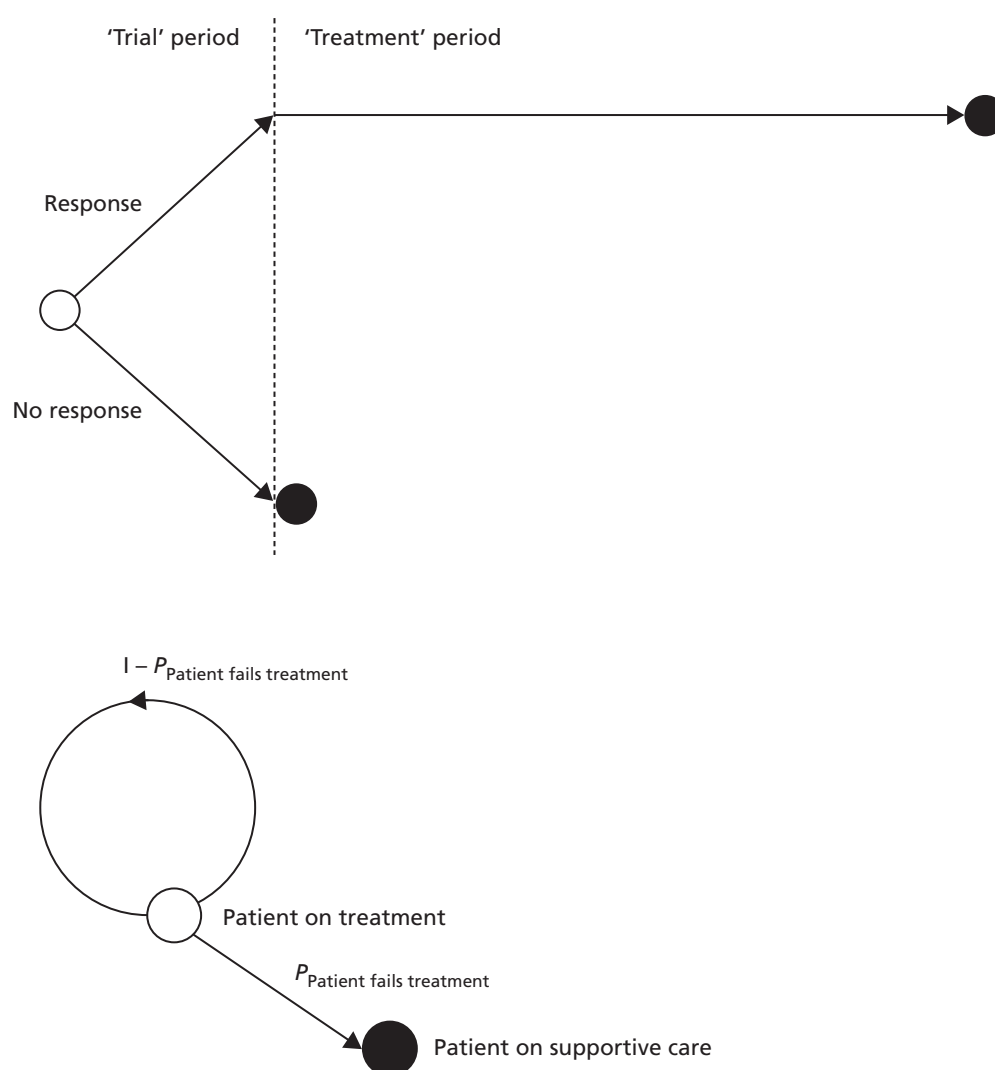 ‘Trial’ period
‘Treatment’ period
Response
No response
I – PPatient fails treatment
Patient on treatment
PPatient fails treatment
Patient on supportive care